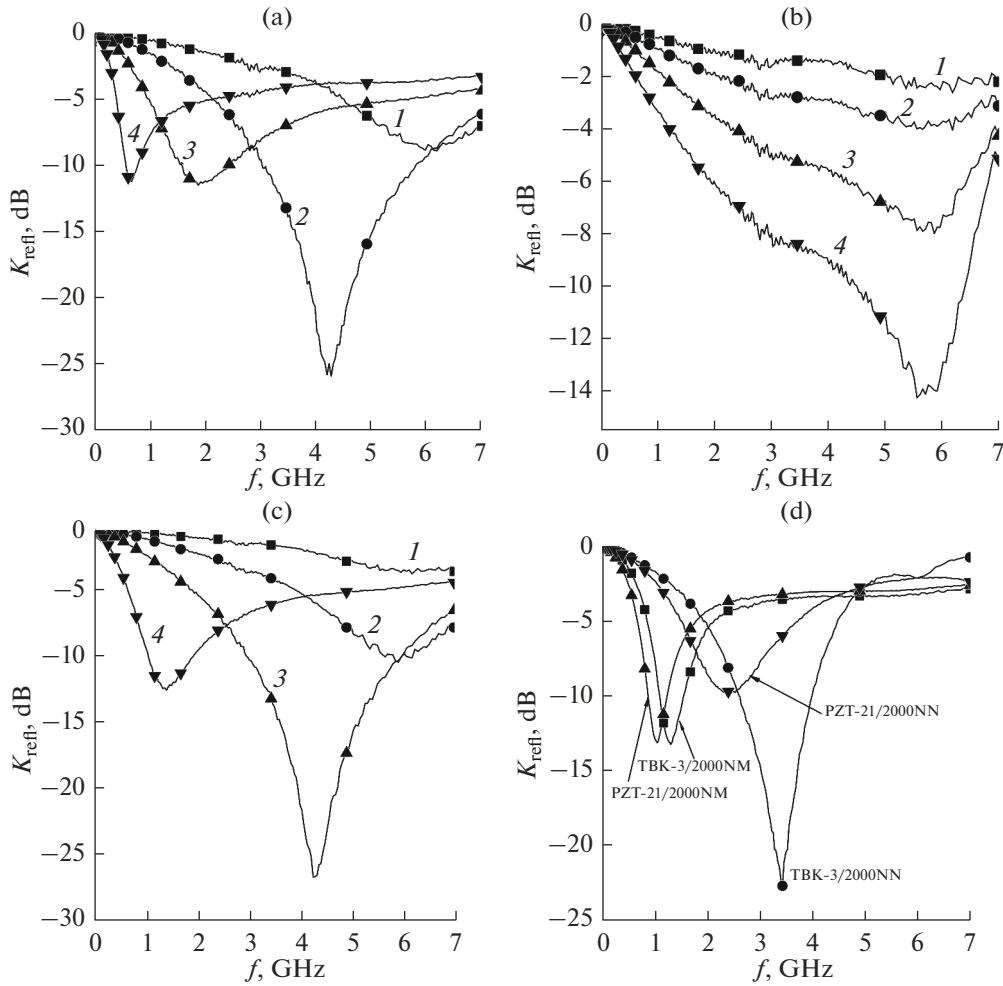 (a)
0
−5
−10
−15
−20
−25
−30
K_refl, dB
0 1 2 3 4 5 6 7
f, GHz
1
2
3
4
(b)
0
−2
−4
−6
−8
−10
−12
−14
K_refl, dB
0 1 2 3 4 5 6 7
f, GHz
1
2
3
4
(c)
0
−5
−10
−15
−20
−25
−30
K_refl, dB
0 1 2 3 4 5 6 7
f, GHz
1
2
3
4
(d)
0
−5
−10
−15
−20
−25
K_refl, dB
0 1 2 3 4 5 6 7
f, GHz
PZT-21/2000NN
TBK-3/2000NM
PZT-21/2000NM
TBK-3/2000NN